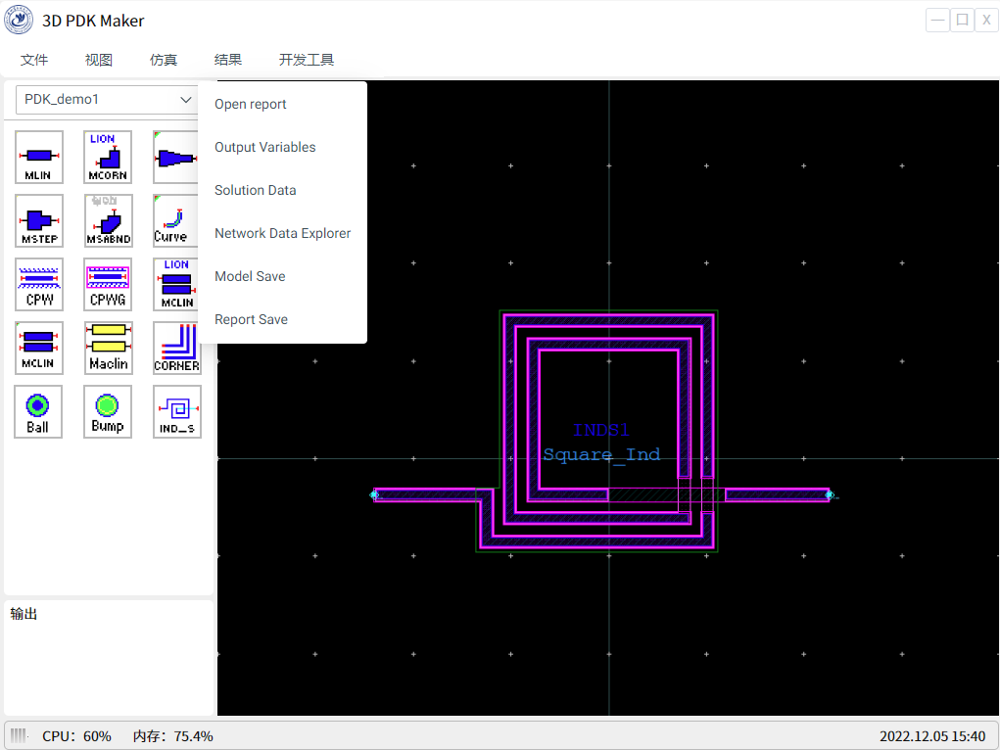 3D PDK Maker
文件 视图 仿真 结果 开发工具
PDK_demo1
Open report
Output Variables
Solution Data
Network Data Explorer
Model Save
Report Save
MLIN
LION
MCORN
MSTEP
MSABND
Curve
CPW
CPWG
LION
MCLIN
MCLIN
Maclin
CORNER
Ball
Bump
IND_S
INDS1
Square_Ind
输出
CPU: 60% 内存: 75.4% 2022.12.05 15:40